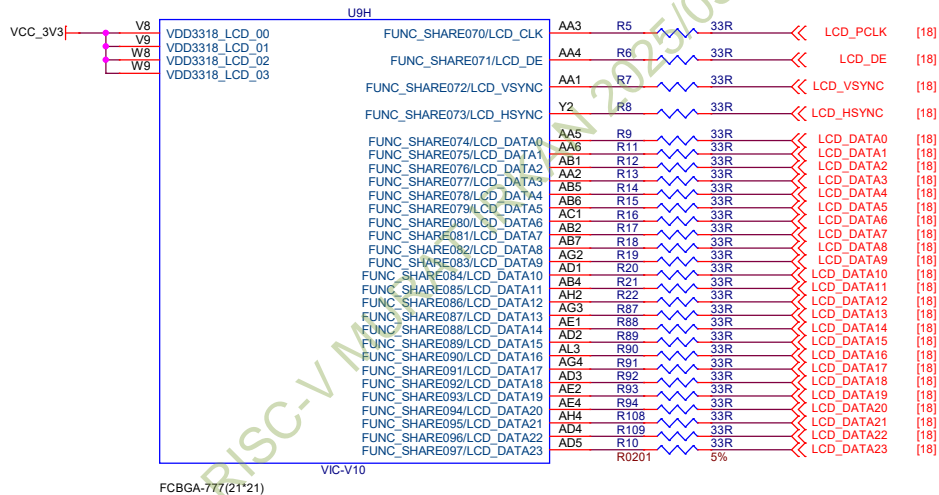 U9H
VCC_3V3 V8 VDD3318_LCD_00 FUNC_SHARE070/LCD_CLK AA3 R5 33R LCD_PCLK [18]
V9 VDD3318_LCD_01
W8 VDD3318_LCD_02 FUNC_SHARE071/LCD_DE AA4 R6 33R LCD_DE [18]
W9 VDD3318_LCD_03
FUNC_SHARE072/LCD_VSYNC AA1 R7 33R LCD_VSYNC [18]
FUNC_SHARE073/LCD_HSYNC Y2 R8 33R LCD_HSYNC [18]
FUNC_SHARE074/LCD_DATA0 AA5 R9 33R LCD_DATA0 [18]
FUNC_SHARE075/LCD_DATA1 AA6 R11 33R LCD_DATA1 [18]
FUNC_SHARE076/LCD_DATA2 AB1 R12 33R LCD_DATA2 [18]
FUNC_SHARE077/LCD_DATA3 AA2 R13 33R LCD_DATA3 [18]
FUNC_SHARE078/LCD_DATA4 AB5 R14 33R LCD_DATA4 [18]
FUNC_SHARE079/LCD_DATA5 AB6 R15 33R LCD_DATA5 [18]
FUNC_SHARE080/LCD_DATA6 AC1 R16 33R LCD_DATA6 [18]
FUNC_SHARE081/LCD_DATA7 AB2 R17 33R LCD_DATA7 [18]
FUNC_SHARE082/LCD_DATA8 AB7 R18 33R LCD_DATA8 [18]
FUNC_SHARE083/LCD_DATA9 AG2 R19 33R LCD_DATA9 [18]
FUNC_SHARE084/LCD_DATA10 AD1 R20 33R LCD_DATA10 [18]
FUNC_SHARE085/LCD_DATA11 AB4 R21 33R LCD_DATA11 [18]
FUNC_SHARE086/LCD_DATA12 AH2 R22 33R LCD_DATA12 [18]
FUNC_SHARE087/LCD_DATA13 AG3 R87 33R LCD_DATA13 [18]
FUNC_SHARE088/LCD_DATA14 AE1 R88 33R LCD_DATA14 [18]
FUNC_SHARE089/LCD_DATA15 AD2 R89 33R LCD_DATA15 [18]
FUNC_SHARE090/LCD_DATA16 AL3 R90 33R LCD_DATA16 [18]
FUNC_SHARE091/LCD_DATA17 AG4 R91 33R LCD_DATA17 [18]
FUNC_SHARE092/LCD_DATA18 AD3 R92 33R LCD_DATA18 [18]
FUNC_SHARE093/LCD_DATA19 AE2 R93 33R LCD_DATA19 [18]
FUNC_SHARE094/LCD_DATA20 AE4 R94 33R LCD_DATA20 [18]
FUNC_SHARE095/LCD_DATA21 AH4 R108 33R LCD_DATA21 [18]
FUNC_SHARE096/LCD_DATA22 AD4 R109 33R LCD_DATA22 [18]
FUNC_SHARE097/LCD_DATA23 AD5 R10 33R LCD_DATA23 [18]
R0201 5%
VIC-V10
FCBGA-777(21*21)
RISC-V MURAT IRKAN 2025/05